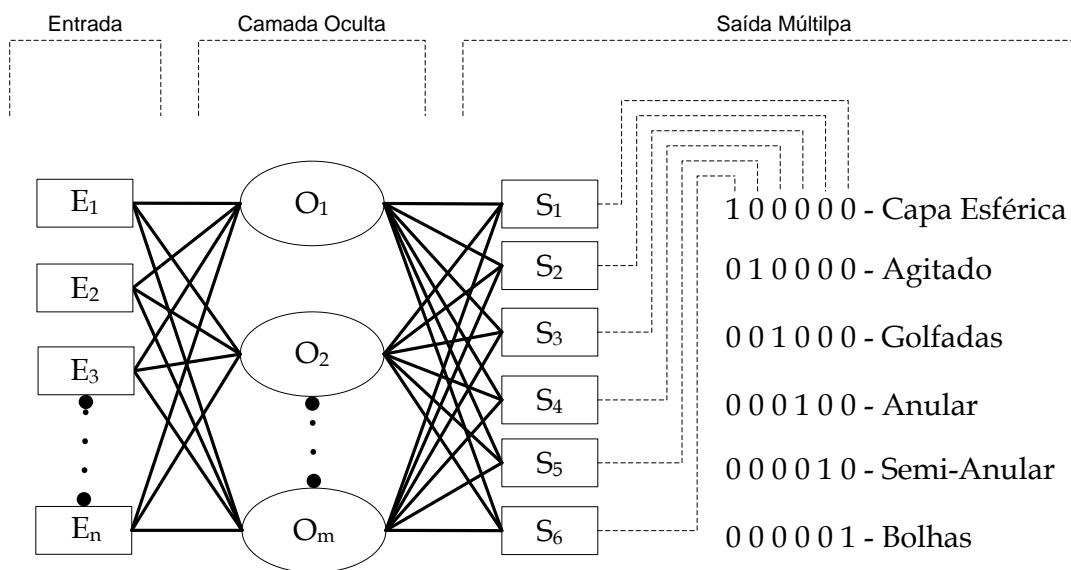 Entrada
Camada Oculta
Saída Múltilpa
E1
E2
E3
En
O1
O2
Om
S1
S2
S3
S4
S5
S6
1 0 0 0 0 0 - Capa Esférica
0 1 0 0 0 0 - Agitado
0 0 1 0 0 0 - Golfadas
0 0 0 1 0 0 - Anular
0 0 0 0 1 0 - Semi-Anular
0 0 0 0 0 1 - Bolhas